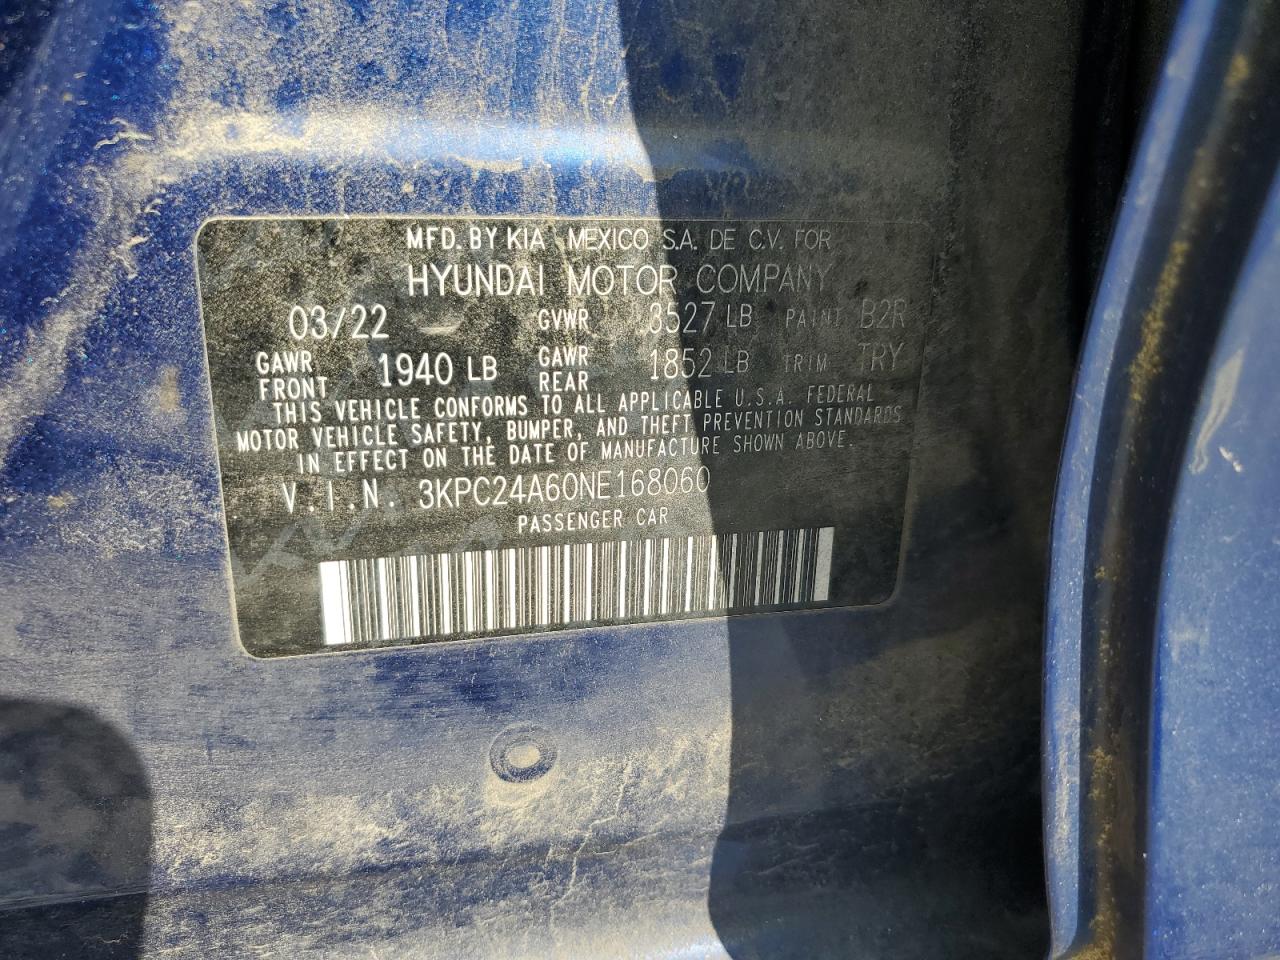 MFD. BY KIA MEXICO S.A. DE C.V. FOR
HYUNDAI MOTOR COMPANY
03/22 GVWR 3527 LB PAINT B2R
GAWR FRONT 1940 LB GAWR REAR 1852 LB TRIM TRY
THIS VEHICLE CONFORMS TO ALL APPLICABLE U.S.A. FEDERAL
MOTOR VEHICLE SAFETY, BUMPER, AND THEFT PREVENTION STANDARDS
IN EFFECT ON THE DATE OF MANUFACTURE SHOWN ABOVE.
V.I.N. 3KPC24A60NE168060
PASSENGER CAR